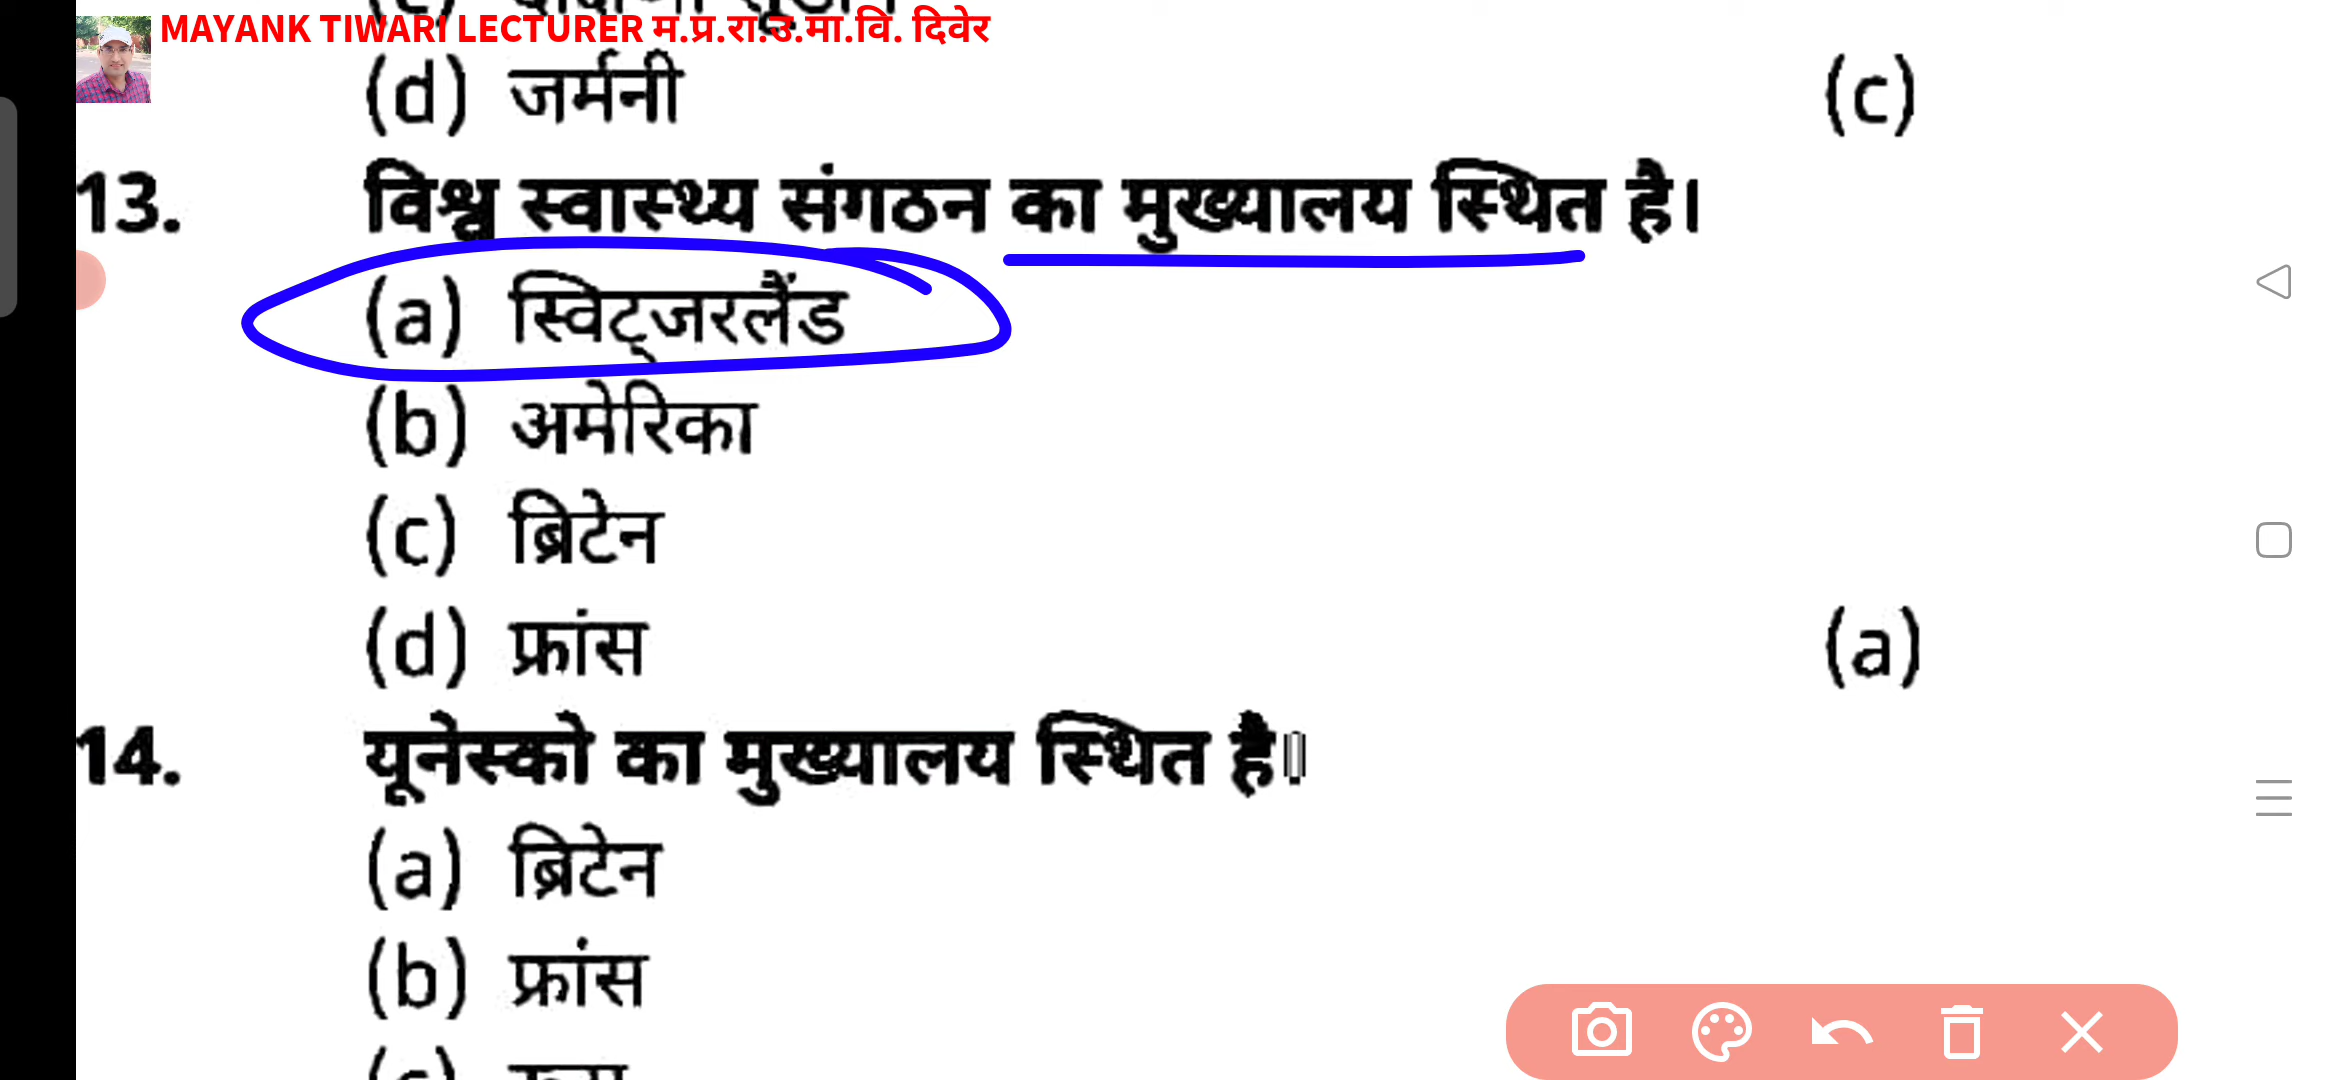 MAYANK TIWARI LECTURER म.प्र.रा.उ.मा.वि. दिवेर
(d) जर्मनी (c)
13. विश्व स्वास्थ्य संगठन का मुख्यालय स्थित है।
(a) स्विट्जरलैंड
(b) अमेरिका
(c) ब्रिटेन
(d) फ्रांस (a)
14. यूनेस्को का मुख्यालय स्थित है।
(a) ब्रिटेन
(b) फ्रांस